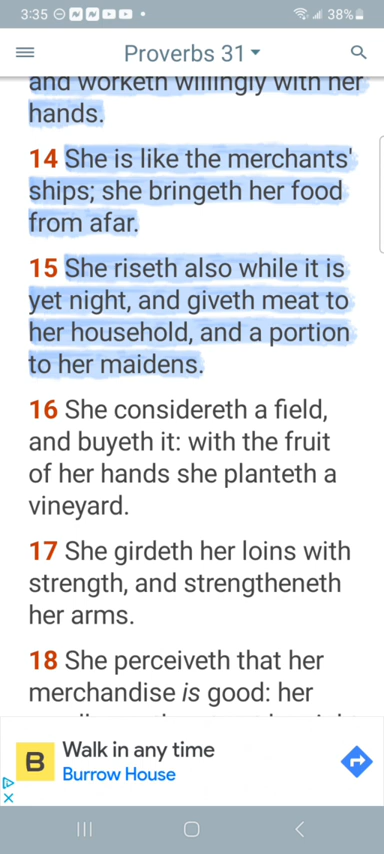 3:35 38%
Proverbs 31
and worketh willingly with her
hands.
14 She is like the merchants'
ships; she bringeth her food
from afar.
15 She riseth also while it is
yet night, and giveth meat to
her household, and a portion
to her maidens.
16 She considereth a field,
and buyeth it: with the fruit
of her hands she planteth a
vineyard.
17 She girdeth her loins with
strength, and strengtheneth
her arms.
18 She perceiveth that her
merchandise is good: her
B Walk in any time
Burrow House